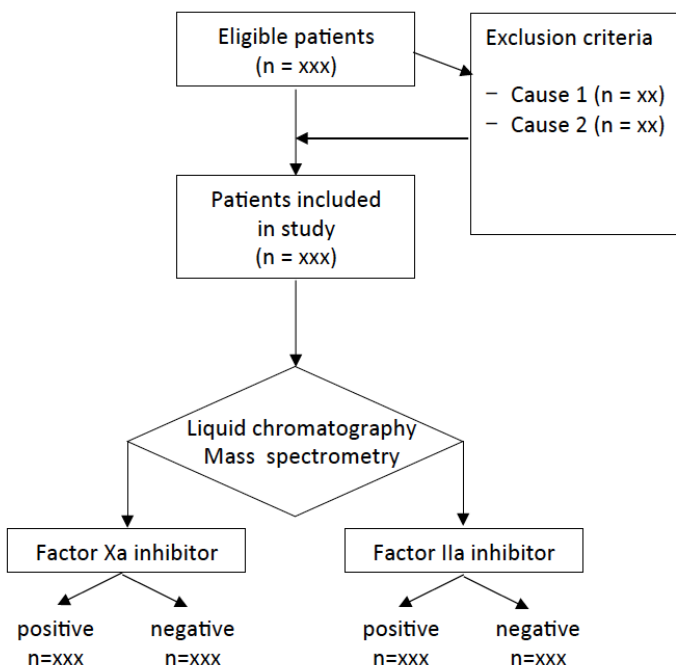 Eligible patients
(n = xxx)
Exclusion criteria
– Cause 1 (n = xx)
– Cause 2 (n = xx)
Patients included
in study
(n = xxx)
Liquid chromatography
Mass spectrometry
Factor Xa inhibitor
Factor IIa inhibitor
positive
n=xxx
negative
n=xxx
positive
n=xxx
negative
n=xxx